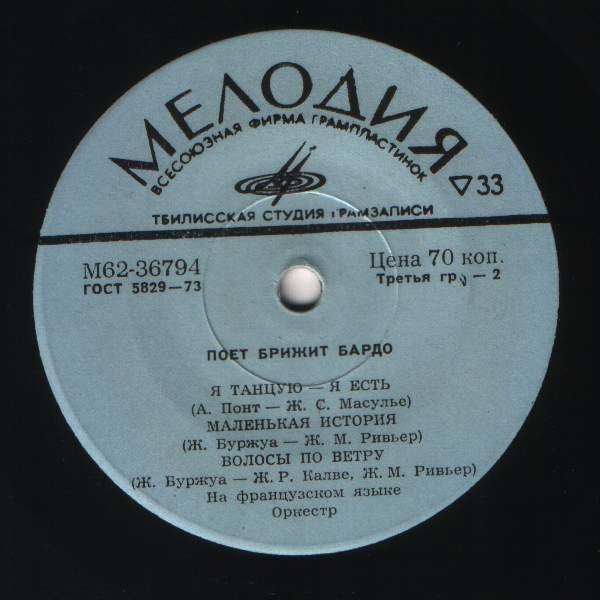 МЕЛОДИЯ
ВСЕСОЮЗНАЯ ФИРМА ГРАМПЛАСТИНОК
▽33
ТБИЛИССКАЯ СТУДИЯ ГРАМЗАПИСИ
М62-36794
Цена 70 коп.
ГОСТ 5829—73
Третья гр. — 2
ПОЕТ БРИЖИТ БАРДО
Я ТАНЦУЮ — Я ЕСТЬ
(А. Понт — Ж. С. Масулье)
МАЛЕНЬКАЯ ИСТОРИЯ
(Ж. Буржуа — Ж. М. Ривьер)
ВОЛОСЫ ПО ВЕТРУ
(Ж. Буржуа — Ж. Р. Калве, Ж. М. Ривьер)
На французском языке
Оркестр